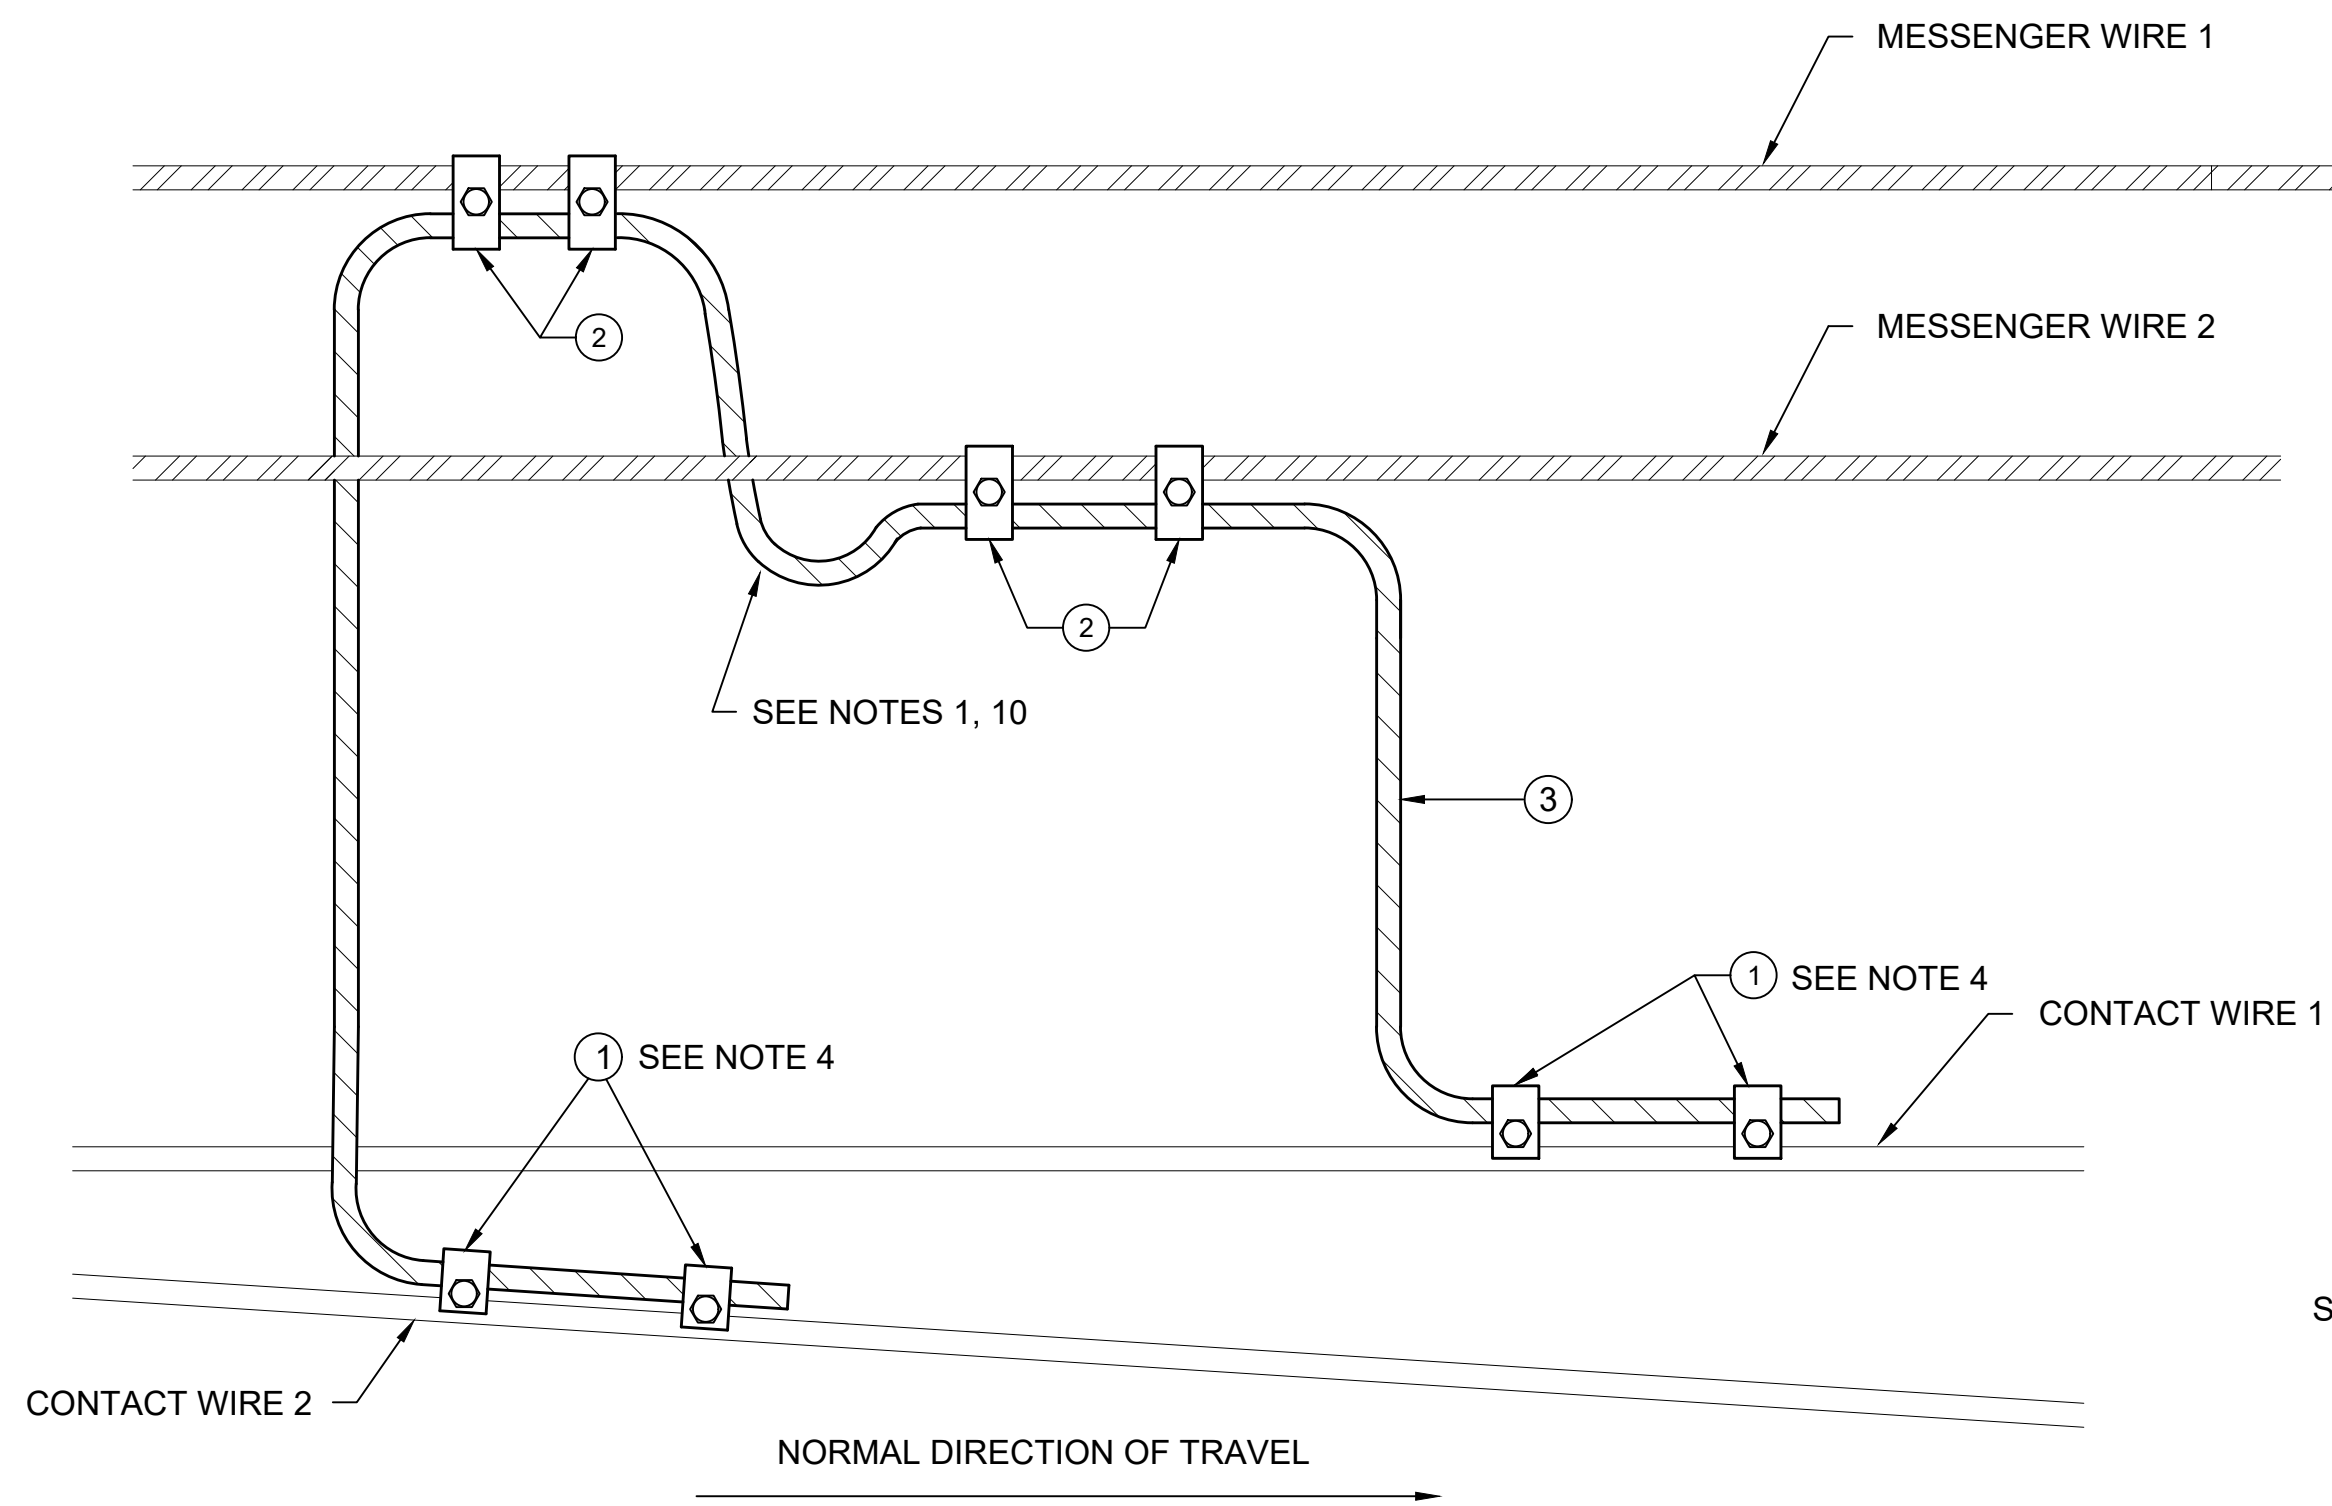 MESSENGER WIRE 1
MESSENGER WIRE 2
2
2
SEE NOTES 1, 10
3
1 SEE NOTE 4
CONTACT WIRE 1
1 SEE NOTE 4
S
CONTACT WIRE 2
NORMAL DIRECTION OF TRAVEL